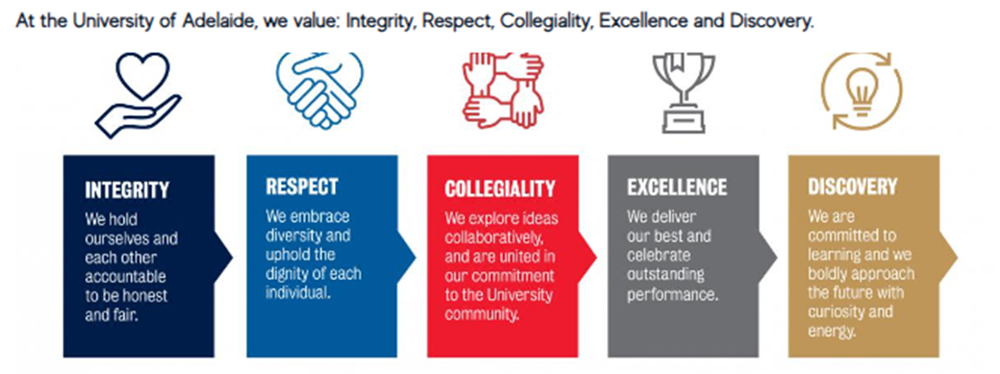 At the University of Adelaide, we value: Integrity, Respect, Collegiality, Excellence and Discovery.
INTEGRITY
We hold
ourselves and
each other
accountable
to be honest
and fair.
RESPECT
We embrace
diversity and
uphold the
dignity of each
individual.
COLLEGIALITY
We explore ideas
collaboratively,
and are united in
our commitment
to the University
community.
EXCELLENCE
We deliver
our best and
celebrate
outstanding
performance.
DISCOVERY
We are
committed to
learning and we
boldly approach
the future with
curiosity and
energy.